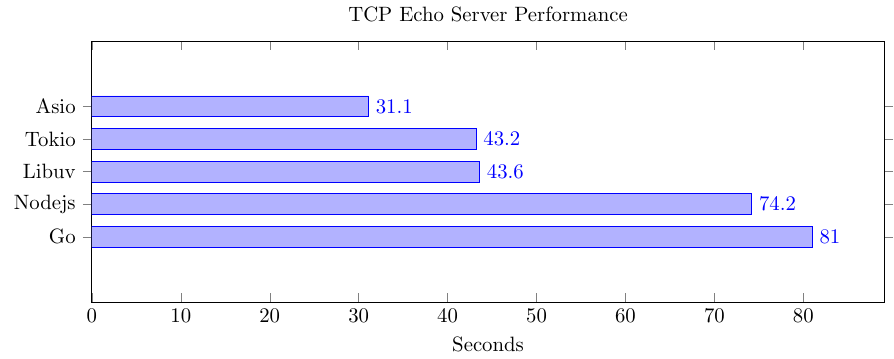 TCP Echo Server Performance
Asio 31.1
Tokio 43.2
Libuv 43.6
Nodejs 74.2
Go 81
0 10 20 30 40 50 60 70 80
Seconds